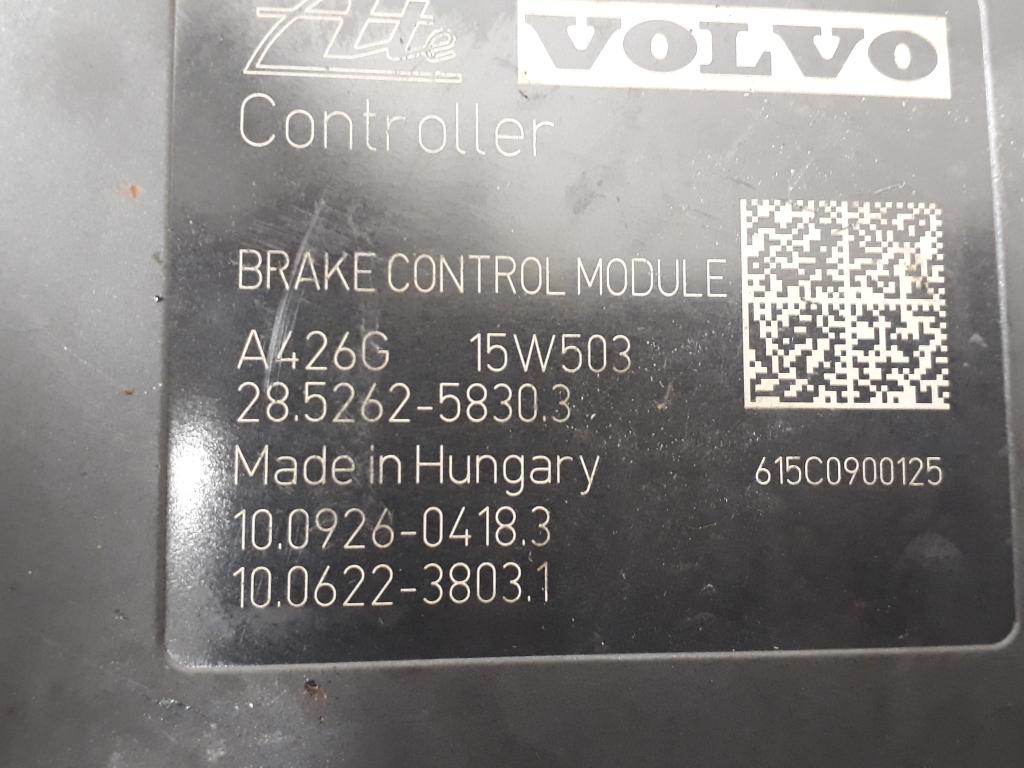 Ate VOLVO
Controller
BRAKE CONTROL MODULE
A426G 15W503
28.5262-5830.3
Made in Hungary 615C0900125
10.0926-0418.3
10.0622-3803.1